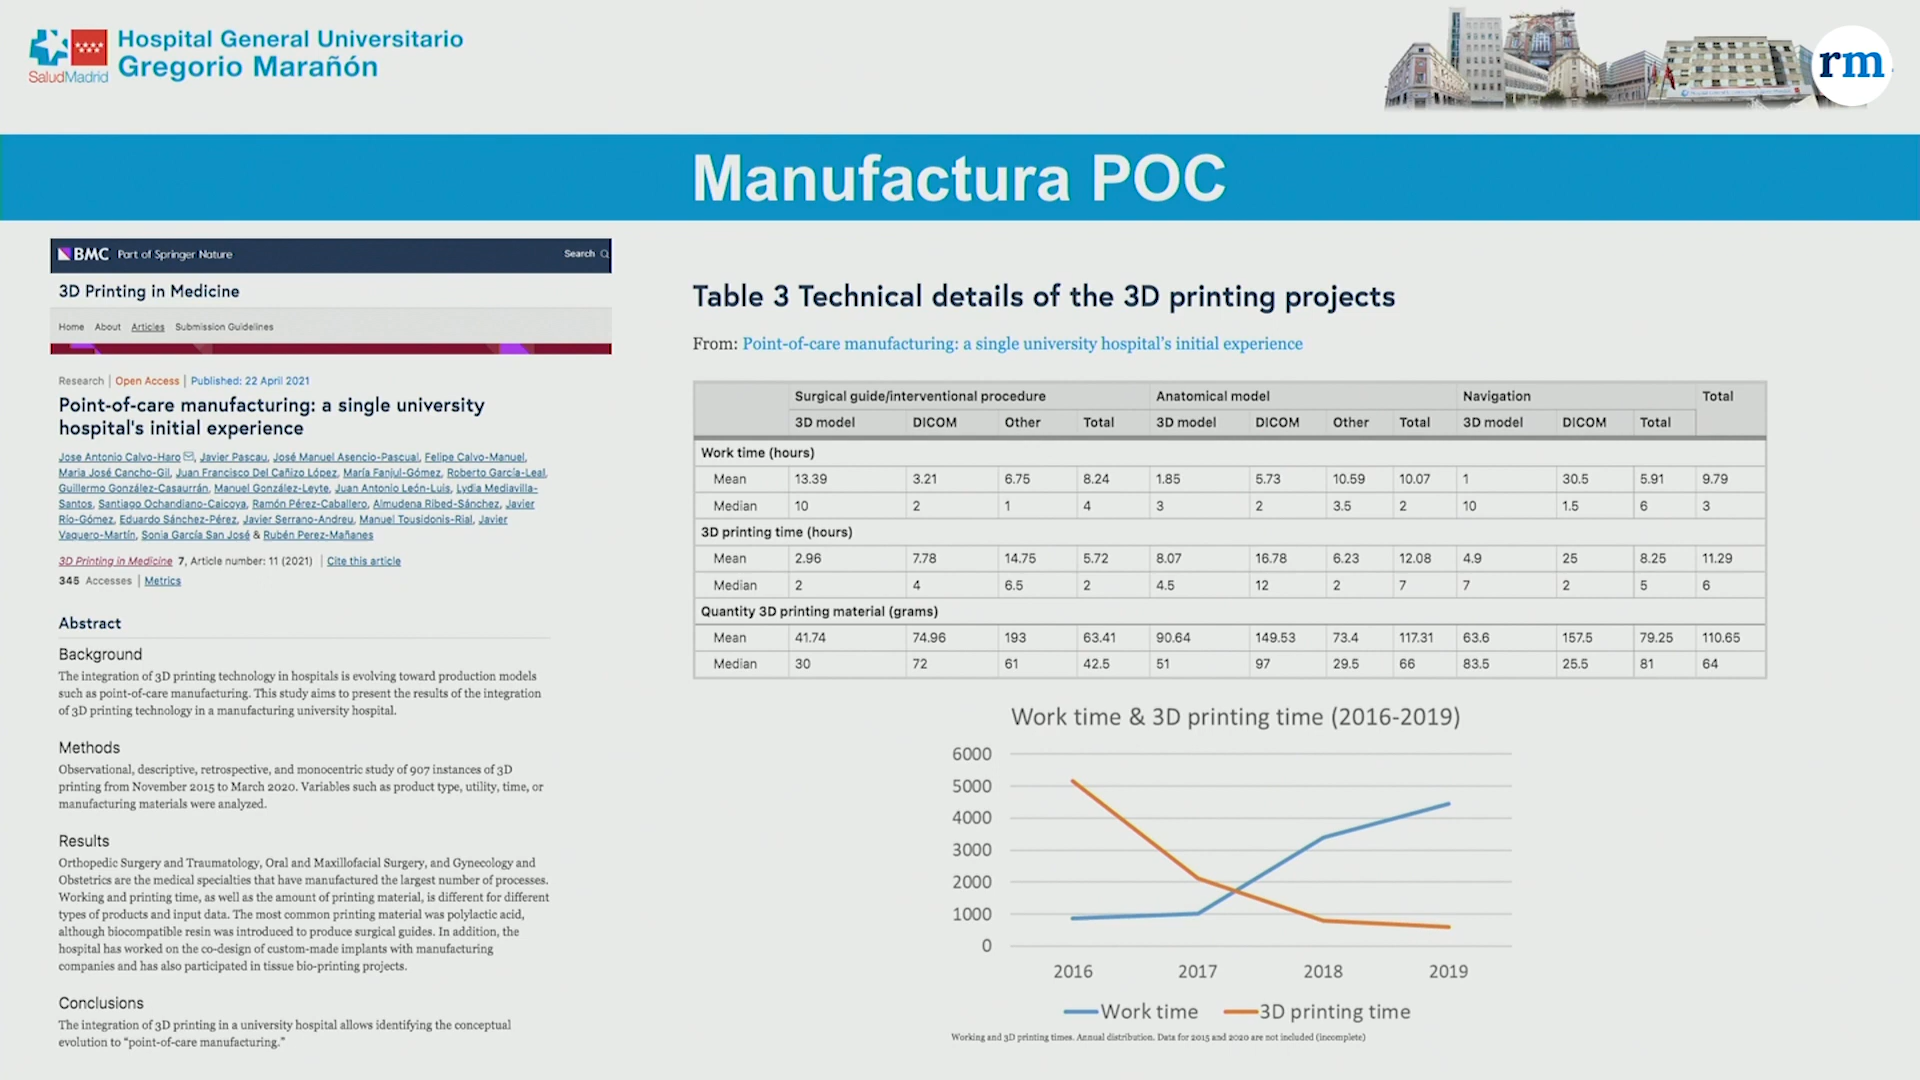 SaludMadrid
Hospital General Universitario
Gregorio Marañón
rm
Manufactura POC
BMC Part of Springer Nature
Search
3D Printing in Medicine
Home About Articles Submission Guidelines
Research | Open Access | Published: 22 April 2021
Point-of-care manufacturing: a single university
hospital's initial experience
Jose Antonio Calvo-Haro, Javier Pascau, José Manuel Asencio-Pascual, Felipe Calvo-Manuel,
Maria José Cancho-Gil, Juan Francisco Del Cañizo López, María Fanjul-Gómez, Roberto García-Leal,
Guillermo González-Casaurrán, Manuel González-Leyte, Juan Antonio León-Luis, Lydia Mediavilla-
Santos, Santiago Ochandiano-Caicoya, Ramón Pérez-Caballero, Almudena Ribed-Sánchez, Javier
Río-Gómez, Eduardo Sánchez-Pérez, Javier Serrano-Andreu, Manuel Tousidonis-Rial, Javier
Vaquero-Martín, Sonia García San José & Rubén Perez-Mañanes
3D Printing in Medicine 7, Article number: 11 (2021) | Cite this article
345 Accesses | Metrics
Abstract
Background
The integration of 3D printing technology in hospitals is evolving toward production models
such as point-of-care manufacturing. This study aims to present the results of the integration
of 3D printing technology in a manufacturing university hospital.
Methods
Observational, descriptive, retrospective, and monocentric study of 907 instances of 3D
printing from November 2015 to March 2020. Variables such as product type, utility, time, or
manufacturing materials were analyzed.
Results
Orthopedic Surgery and Traumatology, Oral and Maxillofacial Surgery, and Gynecology and
Obstetrics are the medical specialties that have manufactured the largest number of processes.
Working and printing time, as well as the amount of printing material, is different for different
types of products and input data. The most common printing material was polylactic acid,
although biocompatible resin was introduced to produce surgical guides. In addition, the
hospital has worked on the co-design of custom-made implants with manufacturing
companies and has also participated in tissue bio-printing projects.
Conclusions
The integration of 3D printing in a university hospital allows identifying the conceptual
evolution to “point-of-care manufacturing.”
Table 3 Technical details of the 3D printing projects
From: Point-of-care manufacturing: a single university hospital’s initial experience
Surgical guide/interventional procedure Anatomical model Navigation Total
3D model DICOM Other Total 3D model DICOM Other Total 3D model DICOM Total
Work time (hours)
Mean 13.39 3.21 6.75 8.24 1.85 5.73 10.59 10.07 1 30.5 5.91 9.79
Median 10 2 1 4 3 2 3.5 2 10 1.5 6 3
3D printing time (hours)
Mean 2.96 7.78 14.75 5.72 8.07 16.78 6.23 12.08 4.9 25 8.25 11.29
Median 2 4 6.5 2 4.5 12 2 7 7 2 5 6
Quantity 3D printing material (grams)
Mean 41.74 74.96 193 63.41 90.64 149.53 73.4 117.31 63.6 157.5 79.25 110.65
Median 30 72 61 42.5 51 97 29.5 66 83.5 25.5 81 64
Work time & 3D printing time (2016-2019)
6000
5000
4000
3000
2000
1000
0
2016 2017 2018 2019
Work time 3D printing time
Working and 3D printing times. Annual distribution. Data for 2015 and 2020 are not included (incomplete)